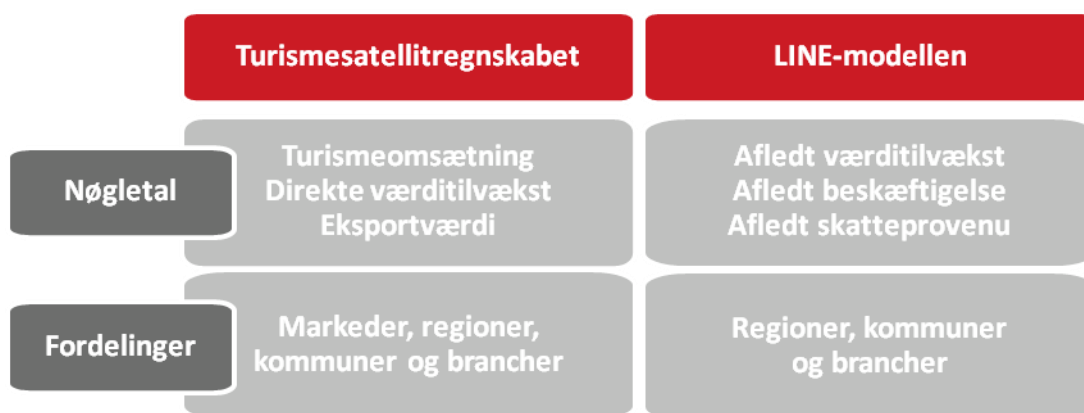 Turismesatellitregnskabet
LINE-modellen
Nøgletal
Turismeomsætning
Direkte værditilvækst
Eksportværdi
Afledt værditilvækst
Afledt beskæftigelse
Afledt skatteprovenu
Fordelinger
Markeder, regioner,
kommuner og brancher
Regioner, kommuner
og brancher